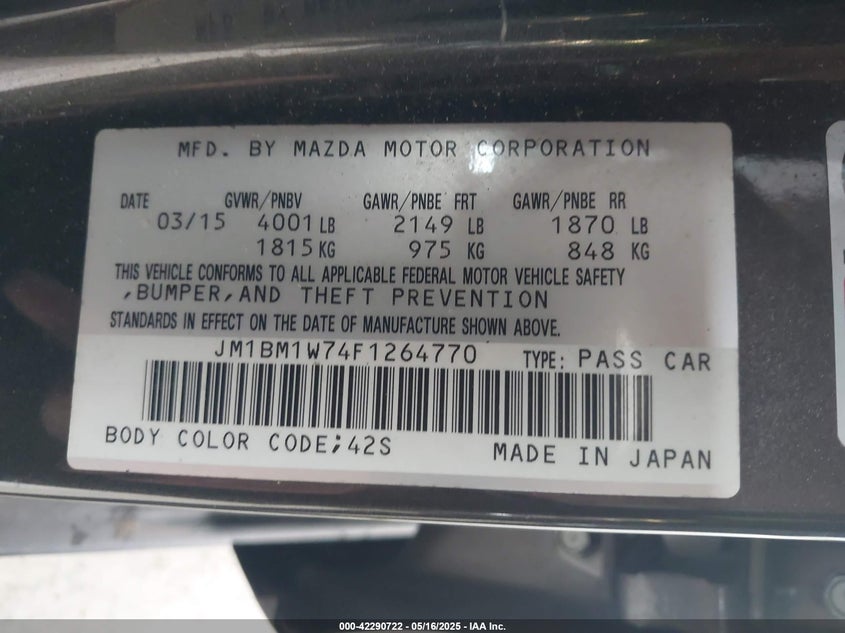 MFD. BY MAZDA MOTOR CORPORATION
DATE GVWR/PNBV GAWR/PNBE FRT GAWR/PNBE RR
03/15 4001 LB 2149 LB 1870 LB
1815 KG 975 KG 848 KG
THIS VEHICLE CONFORMS TO ALL APPLICABLE FEDERAL MOTOR VEHICLE SAFETY
,BUMPER,AND THEFT PREVENTION
STANDARDS IN EFFECT ON THE DATE OF MANUFACTURE SHOWN ABOVE.
JM1BM1W74F1264770 TYPE: PASS CAR
BODY COLOR CODE;42S MADE IN JAPAN
000-42290722 - 05/16/2025 - IAA Inc.